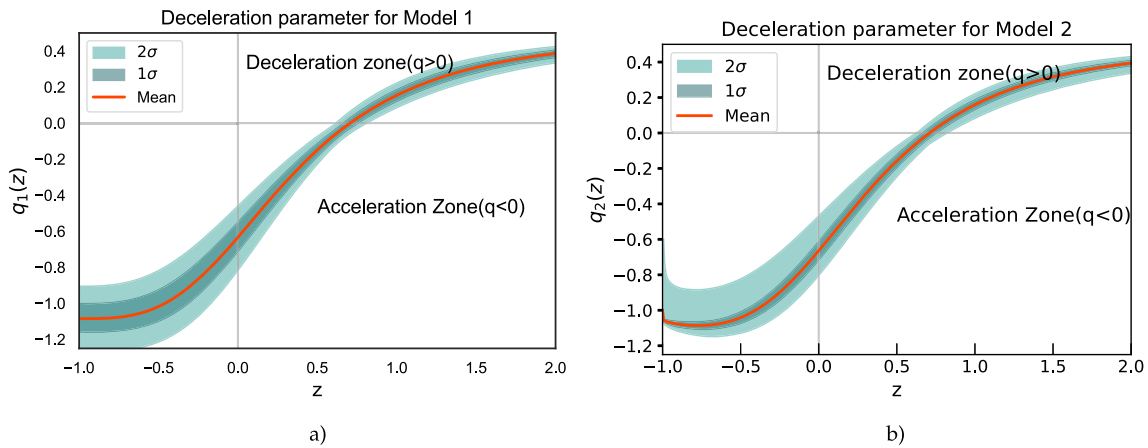 Deceleration parameter for Model 1
0.4
0.2
0.0
−0.2
−0.4
−0.6
−0.8
−1.0
−1.2
q₁(z)
2σ
1σ
Mean
Deceleration zone(q>0)
Acceleration Zone(q<0)
−1.0 −0.5 0.0 0.5 1.0 1.5 2.0
z
a)
Deceleration parameter for Model 2
0.4
0.2
0.0
−0.2
−0.4
−0.6
−0.8
−1.0
−1.2
q₂(z)
2σ
1σ
Mean
Deceleration zone(q>0)
Acceleration Zone(q<0)
−1.0 −0.5 0.0 0.5 1.0 1.5 2.0
z
b)